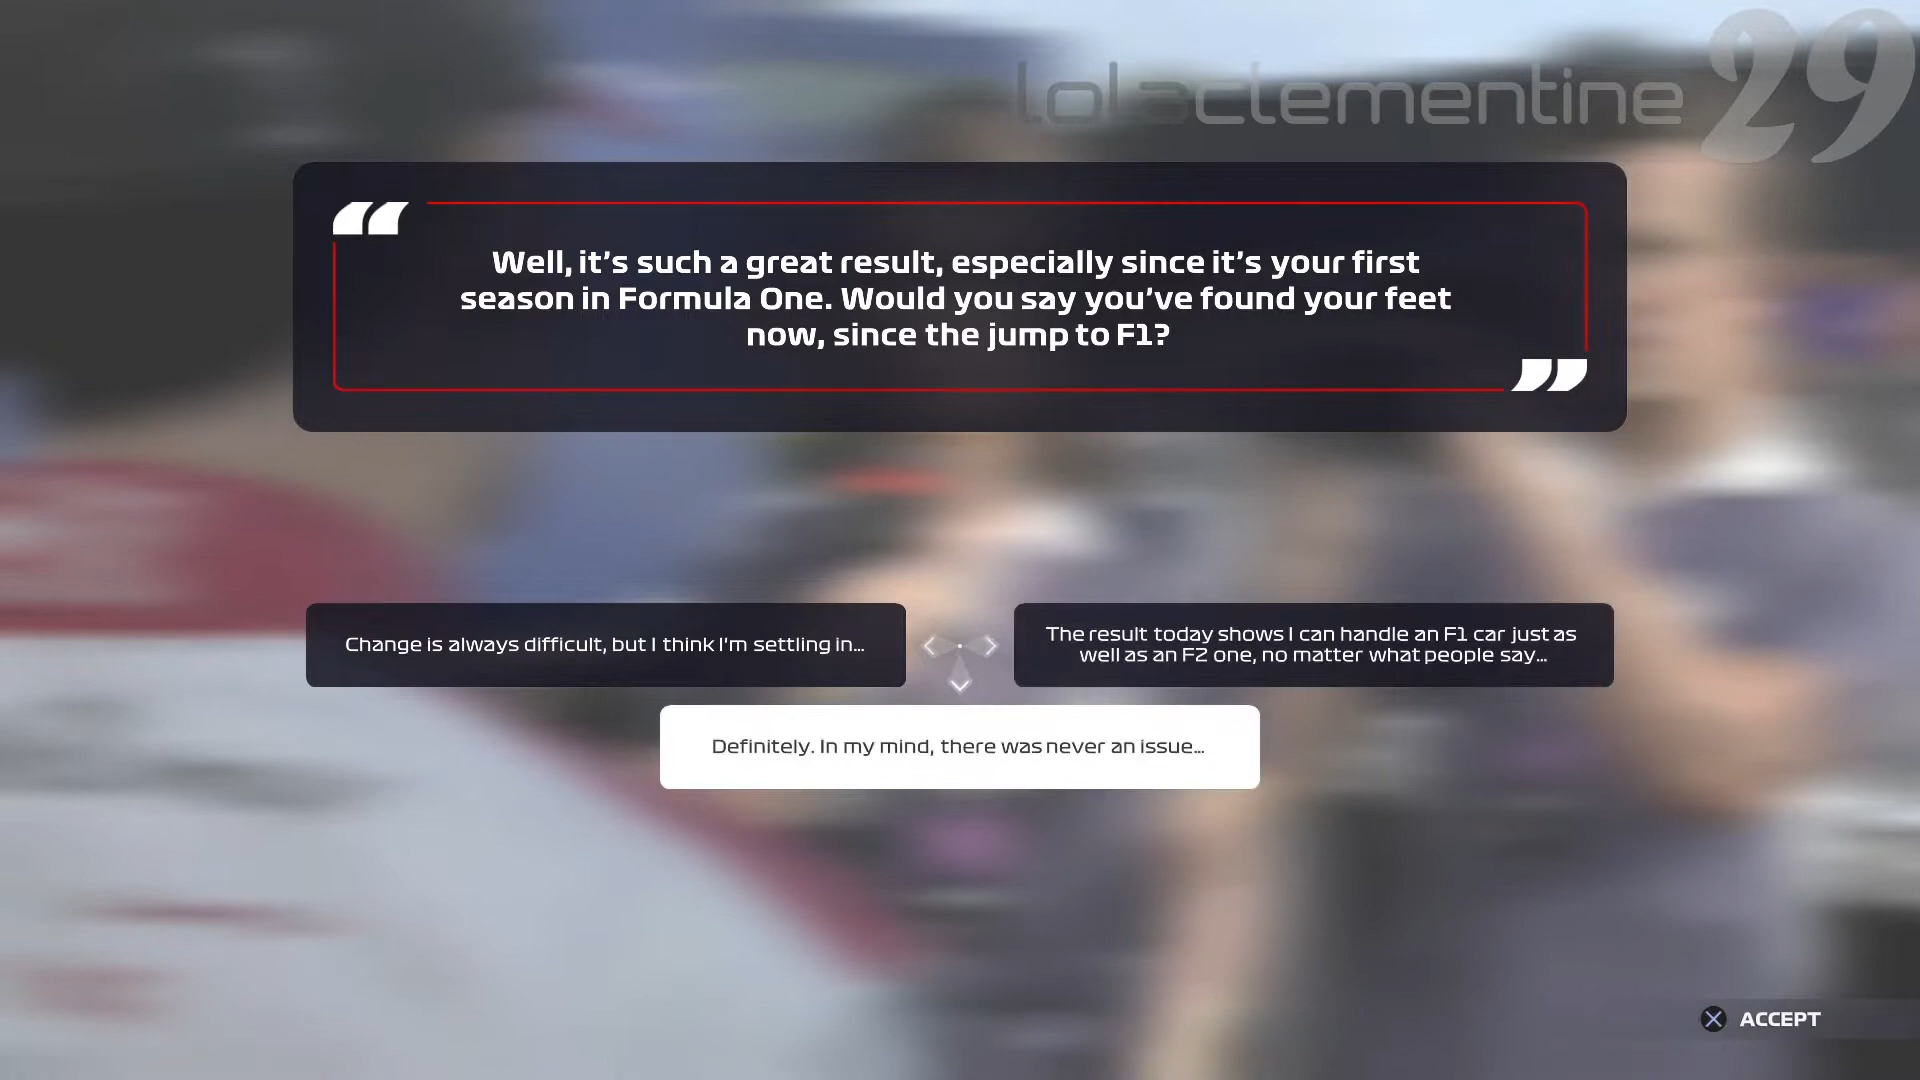 lolaclementine 29
“
Well, it’s such a great result, especially since it’s your first
season in Formula One. Would you say you’ve found your feet
now, since the jump to F1?
”
Change is always difficult, but I think I'm settling in...
The result today shows I can handle an F1 car just as
well as an F2 one, no matter what people say...
Definitely. In my mind, there was never an issue...
ACCEPT